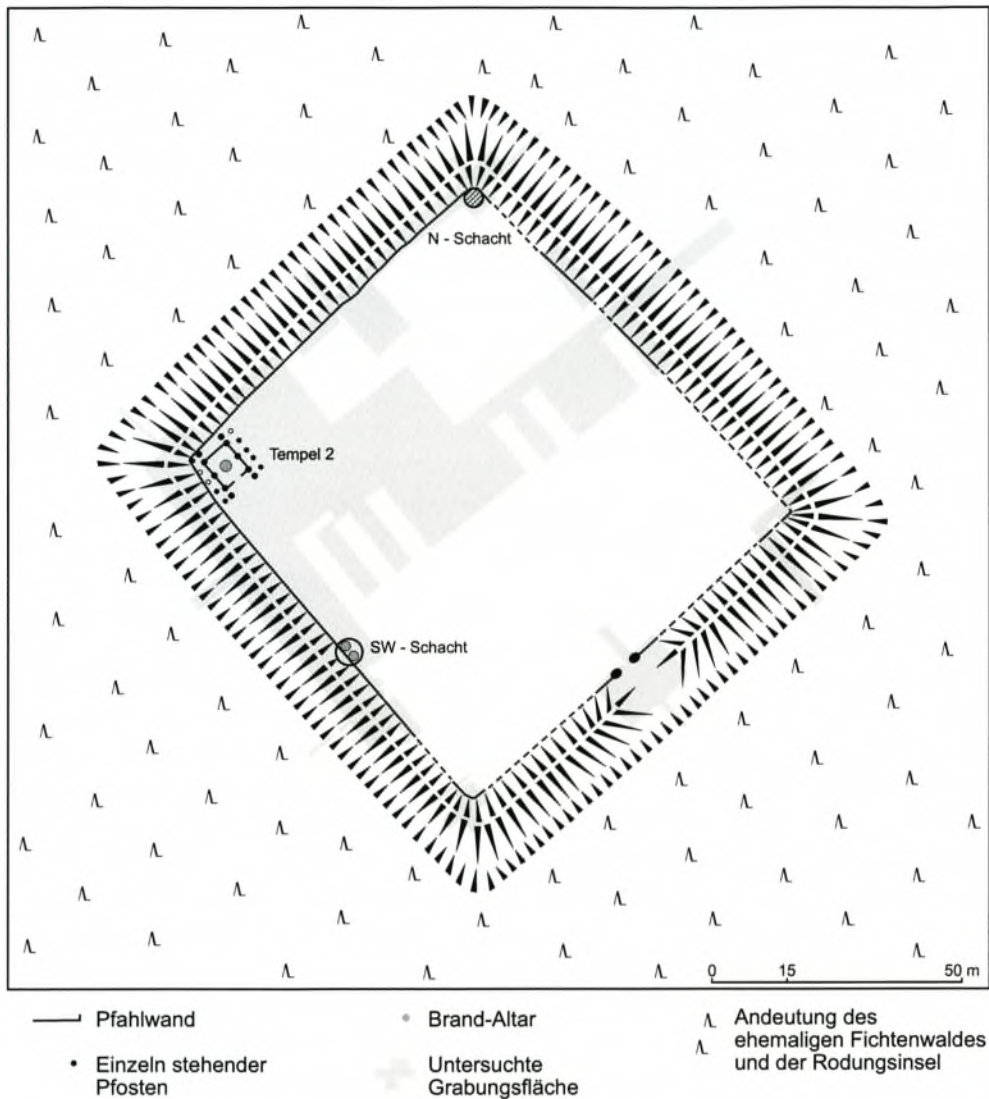 N - Schacht
Tempel 2
SW - Schacht
0 15 50 m
Pfahlwand
Einzeln stehender
Pfosten
Brand-Altar
Untersuchte
Grabungsfläche
Andeutung des
ehemaligen Fichtenwaldes
und der Rodungsinsel